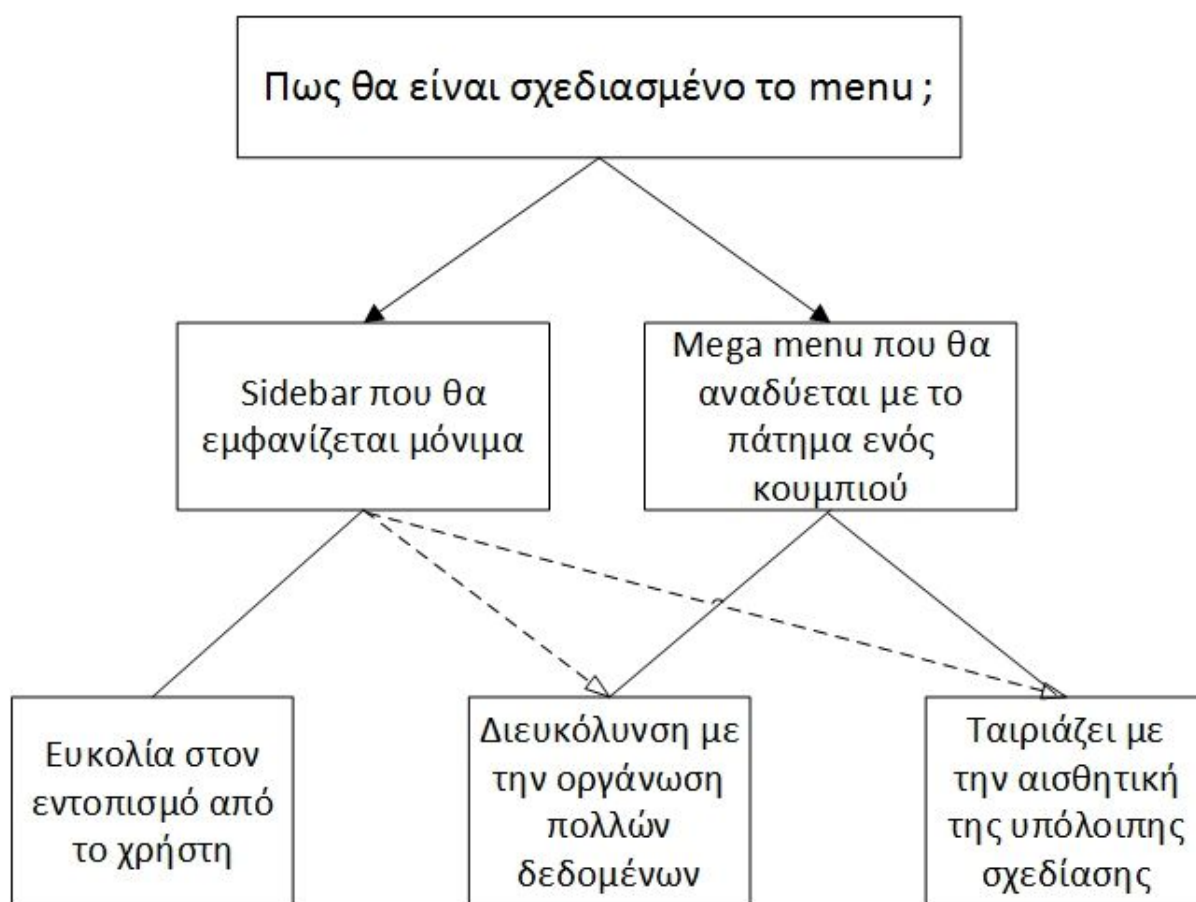 Πως θα είναι σχεδιασμένο το menu ;
Sidebar που θα
εμφανίζεται μόνιμα
Mega menu που θα
αναδύεται με το
πάτημα ενός
κουμπιού
Ευκολία στον
εντοπισμό από
το χρήστη
Διευκόλυνση με
την οργάνωση
πολλών
δεδομένων
Ταιριάζει με
την αισθητική
της υπόλοιπης
σχεδίασης